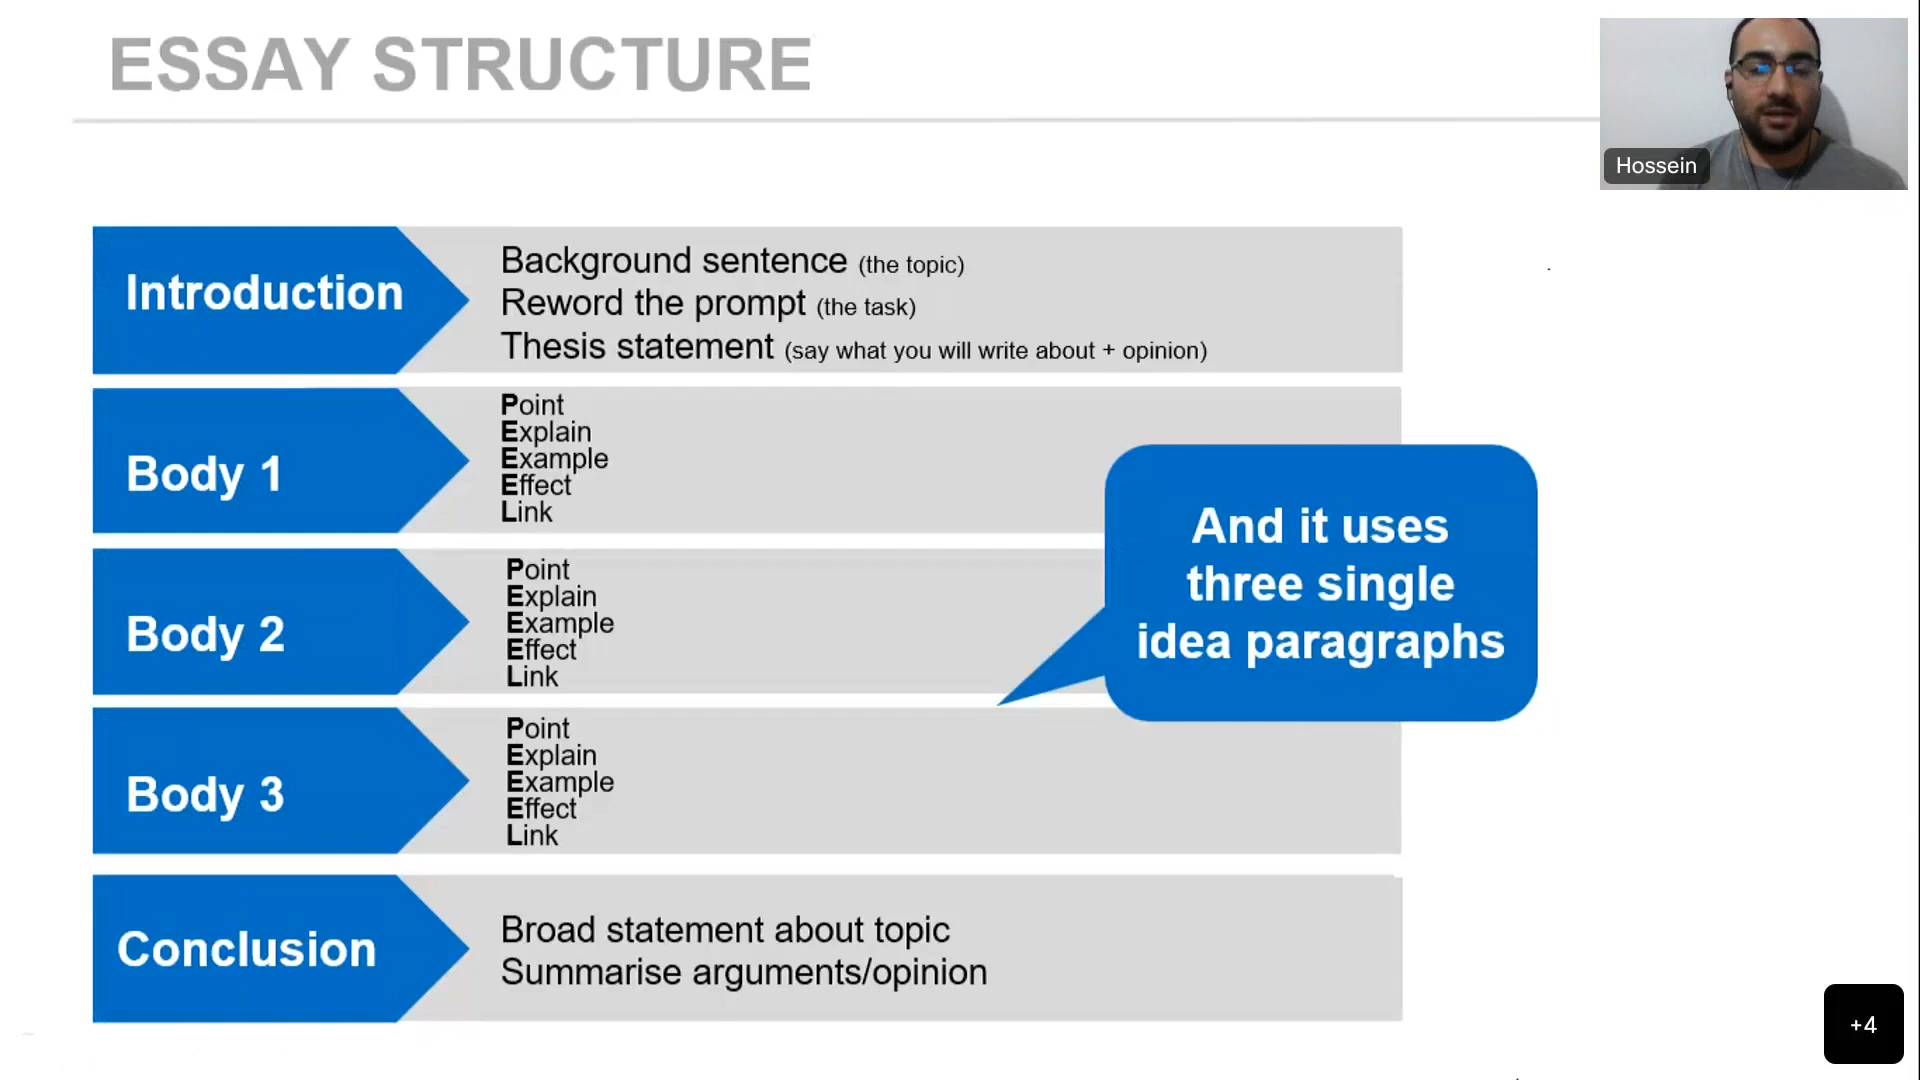 ESSAY STRUCTURE
Hossein
Introduction
Background sentence (the topic)
Reword the prompt (the task)
Thesis statement (say what you will write about + opinion)
Body 1
Point
Explain
Example
Effect
Link
Body 2
Point
Explain
Example
Effect
Link
And it uses
three single
idea paragraphs
Body 3
Point
Explain
Example
Effect
Link
Conclusion
Broad statement about topic
Summarise arguments/opinion
+4